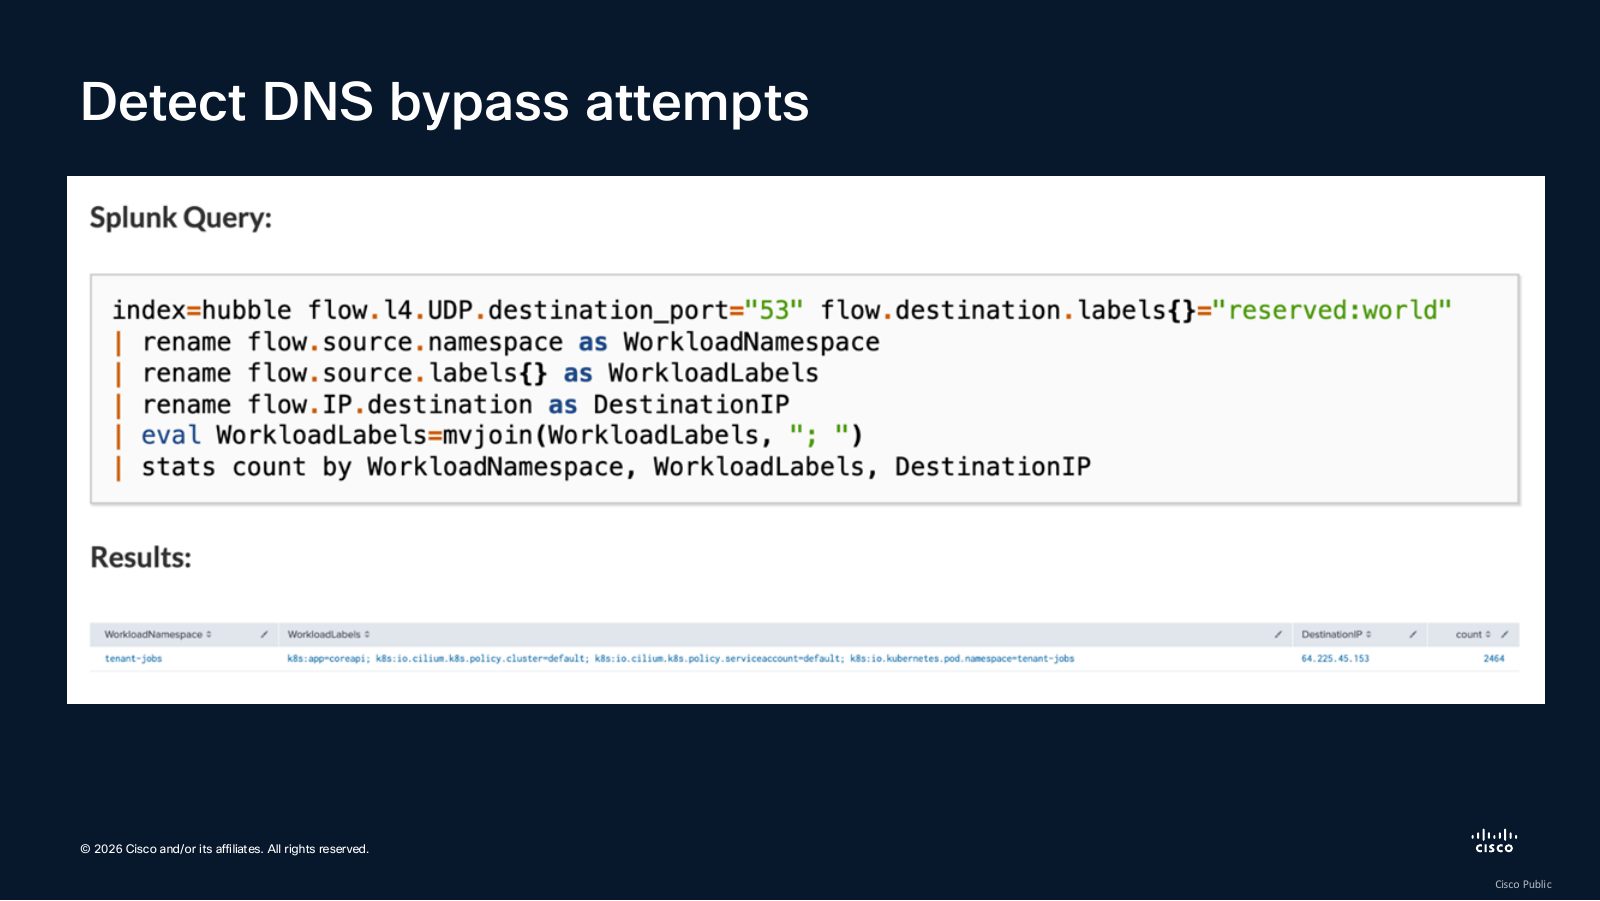 Detect DNS bypass attempts
Splunk Query:
index=hubble flow.l4.UDP.destination_port="53" flow.destination.labels{}="reserved:world"
| rename flow.source.namespace as WorkloadNamespace
| rename flow.source.labels{} as WorkloadLabels
| rename flow.IP.destination as DestinationIP
| eval WorkloadLabels=mvjoin(WorkloadLabels, "; ")
| stats count by WorkloadNamespace, WorkloadLabels, DestinationIP
Results:
WorkloadNamespace WorkloadLabels DestinationIP count
tenant-jobs k8s:app=coreapi; k8s:io.cilium.k8s.policy.cluster=default; k8s:io.cilium.k8s.policy.serviceaccount=default; k8s:io.kubernetes.pod.namespace=tenant-jobs 64.225.45.153 2464
© 2026 Cisco and/or its affiliates. All rights reserved.
CISCO
Cisco Public